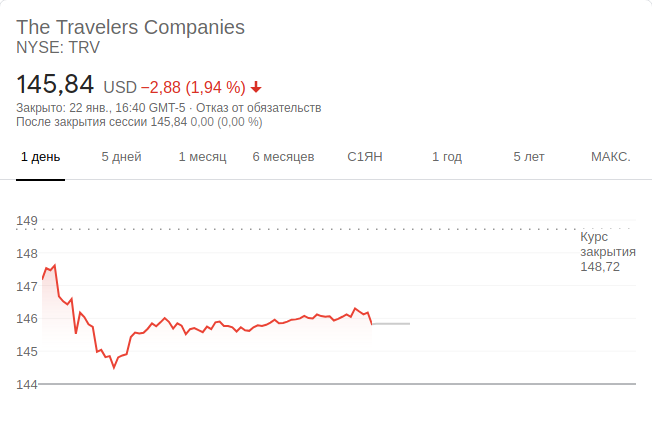 The Travelers Companies
NYSE: TRV
145,84 USD −2,88 (1,94 %)
Закрыто: 22 янв., 16:40 GMT-5 · Отказ от обязательств
После закрытия сессии 145,84 0,00 (0,00 %)
1 день 5 дней 1 месяц 6 месяцев С1ЯН 1 год 5 лет МАКС.
149
Курс
закрытия
148,72
148
147
146
145
144